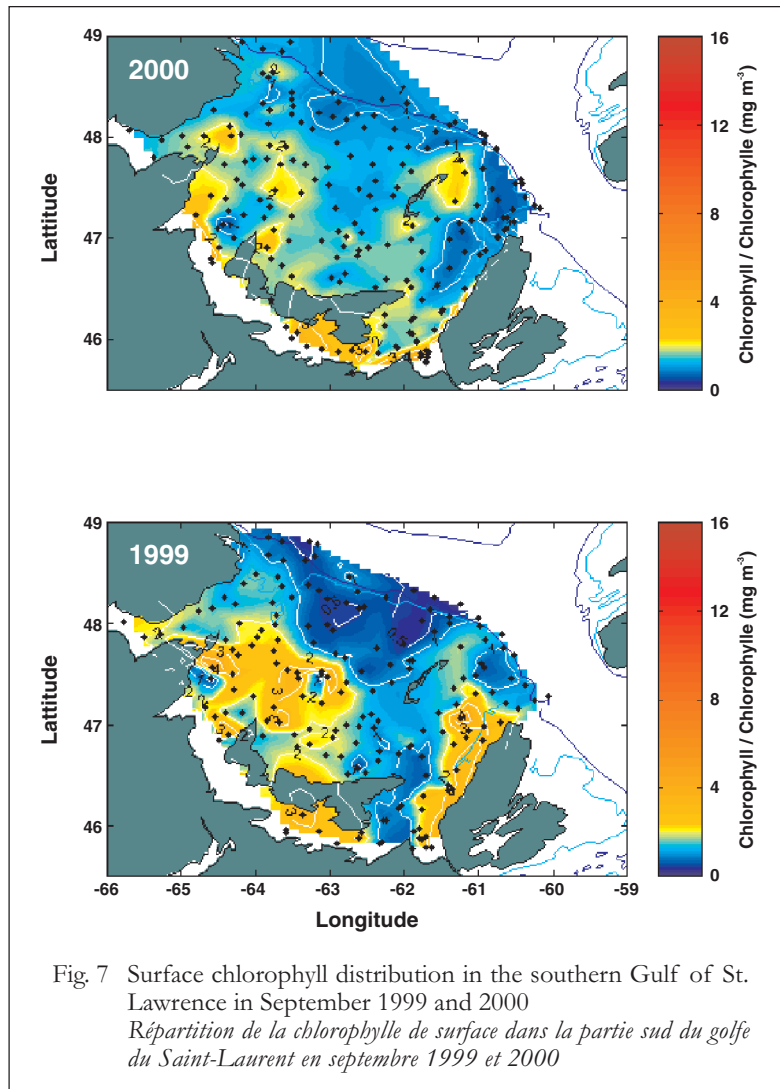 2000
49
48
47
46
Lattitude
16
12
8
4
0
Chlorophyll / Chlorophylle (mg m-3)
1999
49
48
47
46
Lattitude
-66 -65 -64 -63 -62 -61 -60 -59
Longitude
16
12
8
4
0
Chlorophyll / Chlorophylle (mg m-3)
Fig. 7 Surface chlorophyll distribution in the southern Gulf of St.
Lawrence in September 1999 and 2000
Répartition de la chlorophylle de surface dans la partie sud du golfe
du Saint-Laurent en septembre 1999 et 2000